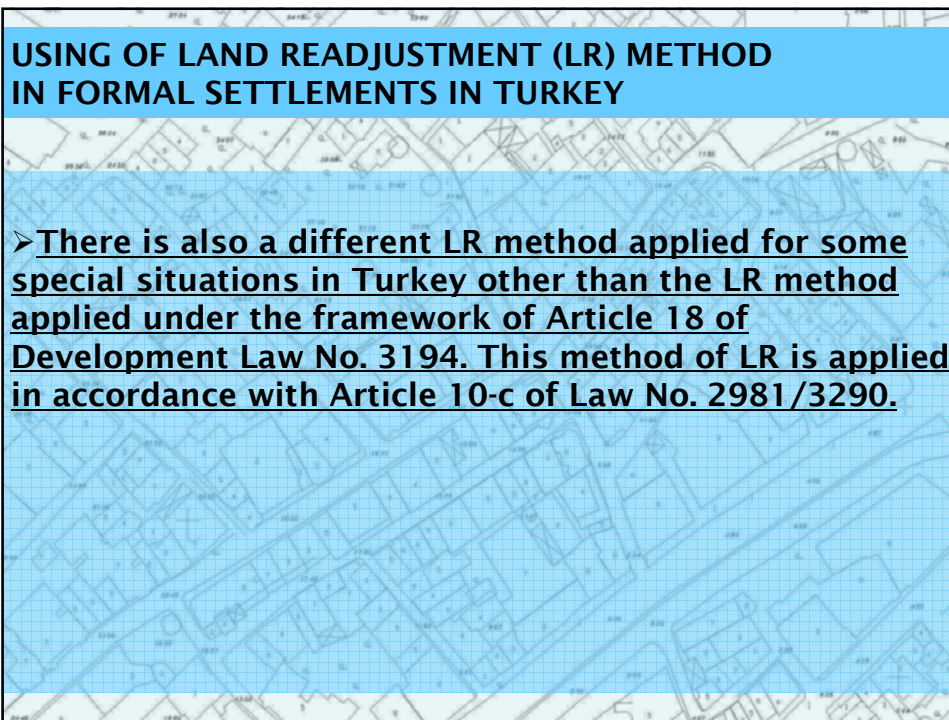 USING OF LAND READJUSTMENT (LR) METHOD
IN FORMAL SETTLEMENTS IN TURKEY
➢There is also a different LR method applied for some
special situations in Turkey other than the LR method
applied under the framework of Article 18 of
Development Law No. 3194. This method of LR is applied
in accordance with Article 10-c of Law No. 2981/3290.